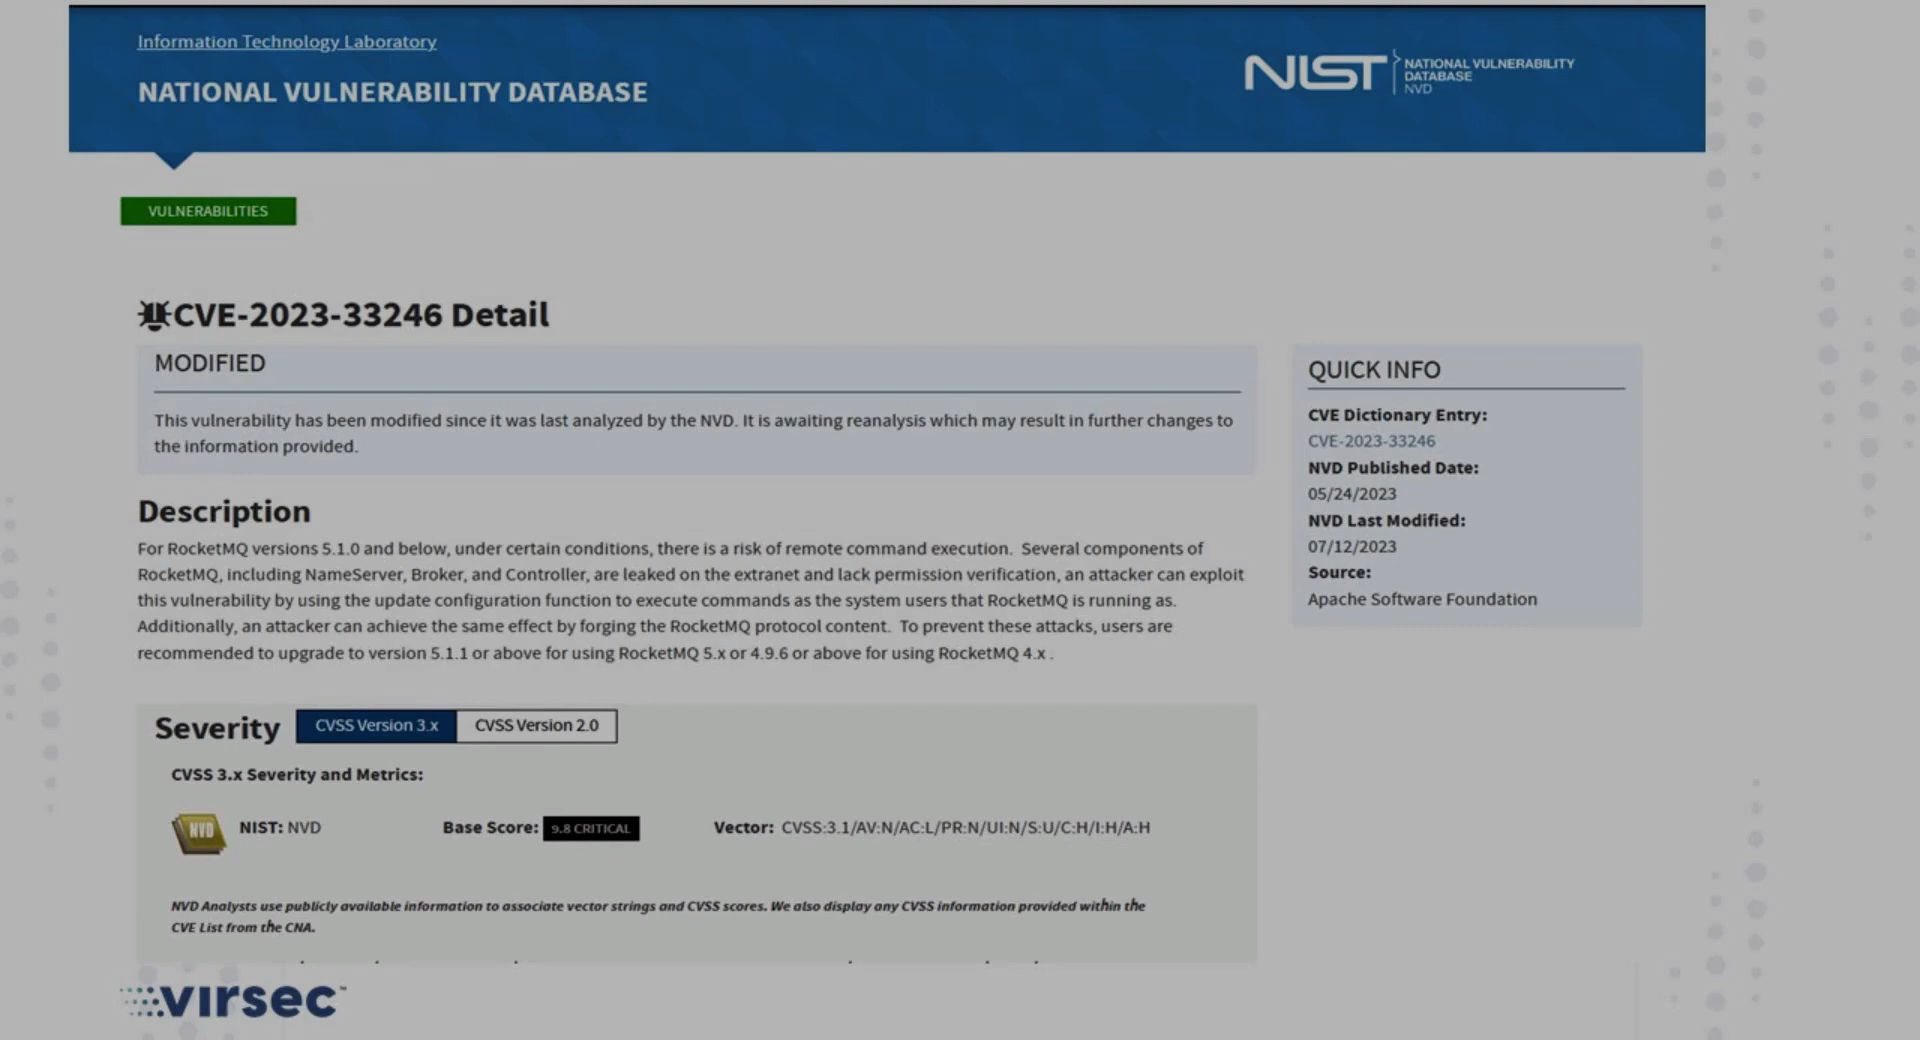 Information Technology Laboratory
NATIONAL VULNERABILITY DATABASE
NIST
NATIONAL VULNERABILITY
DATABASE
NVD
VULNERABILITIES
CVE-2023-33246 Detail
MODIFIED
This vulnerability has been modified since it was last analyzed by the NVD. It is awaiting reanalysis which may result in further changes to
the information provided.
QUICK INFO
CVE Dictionary Entry:
CVE-2023-33246
NVD Published Date:
05/24/2023
NVD Last Modified:
07/12/2023
Source:
Apache Software Foundation
Description
For RocketMQ versions 5.1.0 and below, under certain conditions, there is a risk of remote command execution. Several components of
RocketMQ, including NameServer, Broker, and Controller, are leaked on the extranet and lack permission verification, an attacker can exploit
this vulnerability by using the update configuration function to execute commands as the system users that RocketMQ is running as.
Additionally, an attacker can achieve the same effect by forging the RocketMQ protocol content. To prevent these attacks, users are
recommended to upgrade to version 5.1.1 or above for using RocketMQ 5.x or 4.9.6 or above for using RocketMQ 4.x .
Severity
CVSS Version 3.x
CVSS Version 2.0
CVSS 3.x Severity and Metrics:
NVD
NIST: NVD
Base Score: 9.8 CRITICAL
Vector: CVSS:3.1/AV:N/AC:L/PR:N/UI:N/S:U/C:H/I:H/A:H
NVD Analysts use publicly available information to associate vector strings and CVSS scores. We also display any CVSS information provided within the
CVE List from the CNA.
virsec™